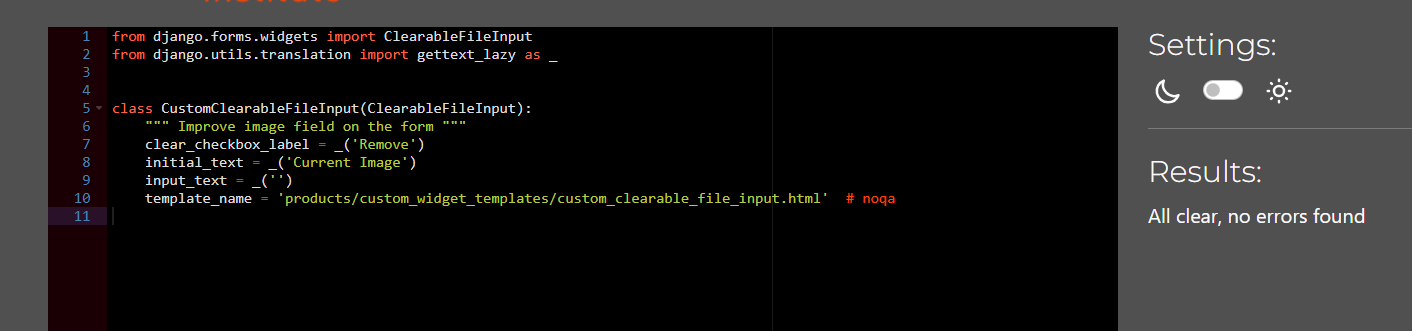 1 from django.forms.widgets import ClearableFileInput
2 from django.utils.translation import gettext_lazy as _
3
4
5 class CustomClearableFileInput(ClearableFileInput):
6     """ Improve image field on the form """
7     clear_checkbox_label = _('Remove')
8     initial_text = _('Current Image')
9     input_text = _('')
10     template_name = 'products/custom_widget_templates/custom_clearable_file_input.html'  # noqa
11
Settings:
Results:
All clear, no errors found